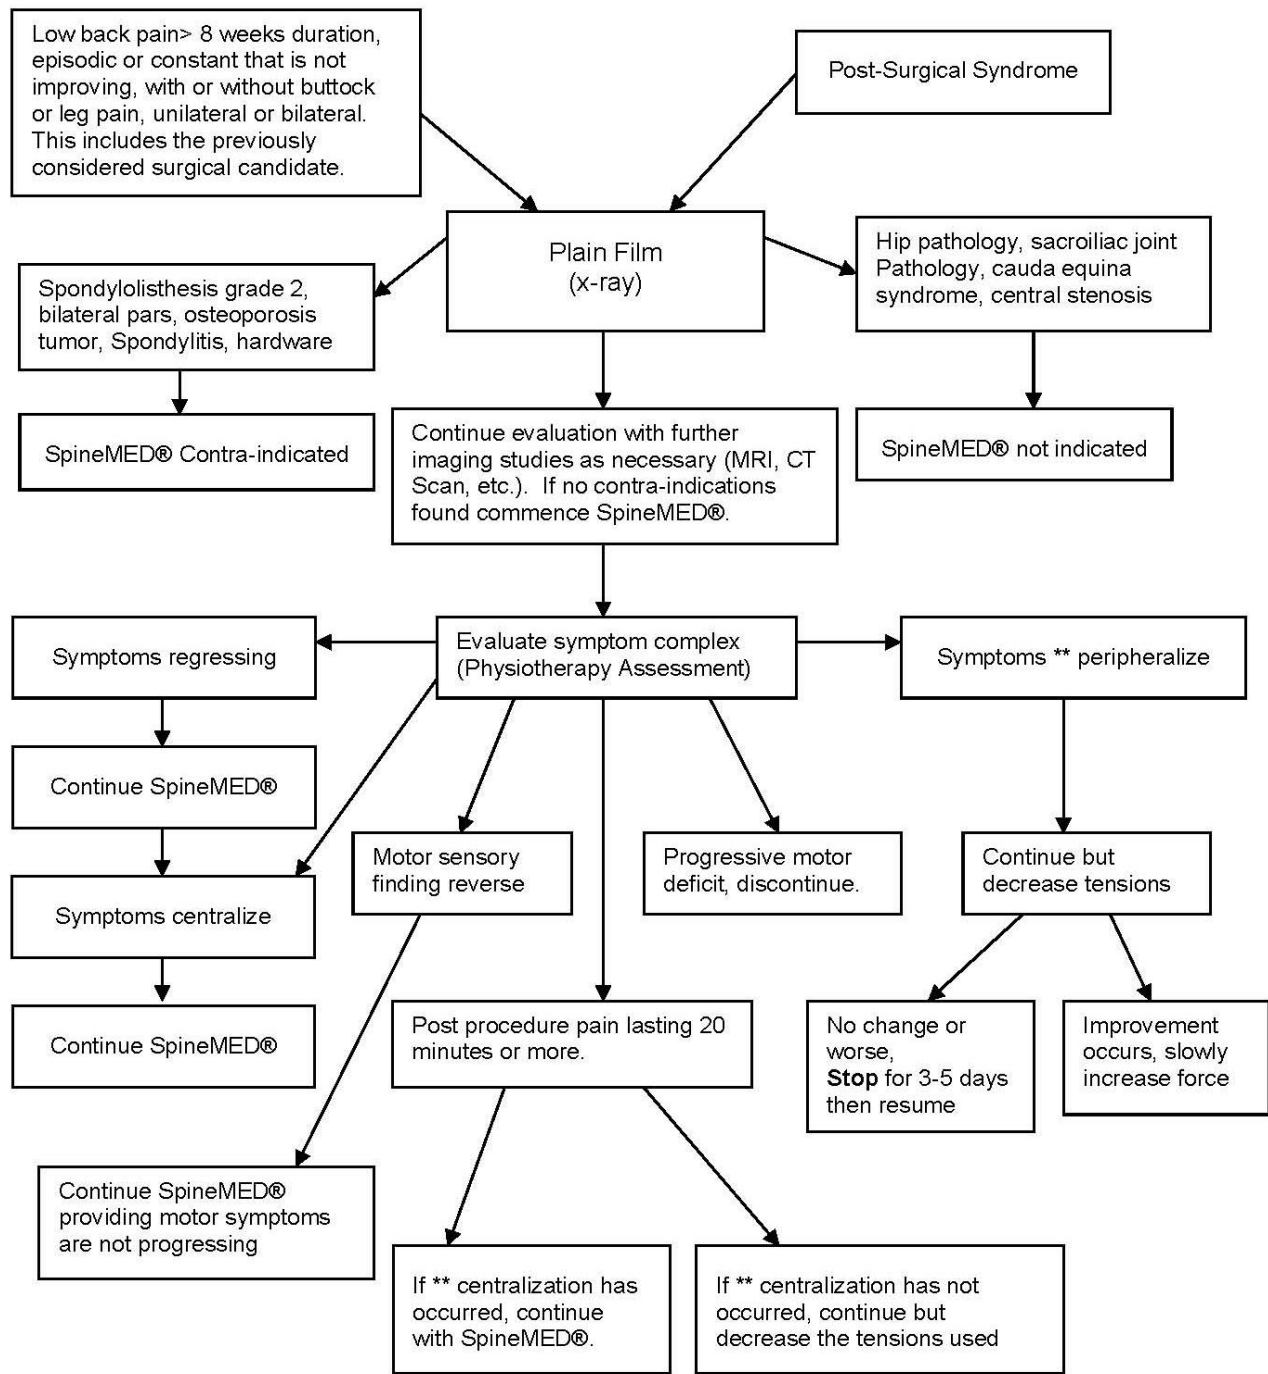 Low back pain> 8 weeks duration,
episodic or constant that is not
improving, with or without buttock
or leg pain, unilateral or bilateral.
This includes the previously
considered surgical candidate.
Post-Surgical Syndrome
Plain Film
(x-ray)
Hip pathology, sacroiliac joint
Pathology, cauda equina
syndrome, central stenosis
Spondylolisthesis grade 2,
bilateral pars, osteoporosis
tumor, Spondylitis, hardware
SpineMED® Contra-indicated
Continue evaluation with further
imaging studies as necessary (MRI, CT
Scan, etc.).  If no contra-indications
found commence SpineMED®.
SpineMED® not indicated
Symptoms regressing
Evaluate symptom complex
(Physiotherapy Assessment)
Symptoms ** peripheralize
Continue SpineMED®
Motor sensory
finding reverse
Progressive motor
deficit, discontinue.
Continue but
decrease tensions
Symptoms centralize
Continue SpineMED®
Post procedure pain lasting 20
minutes or more.
No change or
worse,
Stop for 3-5 days
then resume
Improvement
occurs, slowly
increase force
Continue SpineMED®
providing motor symptoms
are not progressing
If ** centralization has
occurred, continue
with SpineMED®.
If ** centralization has not
occurred, continue but
decrease the tensions used